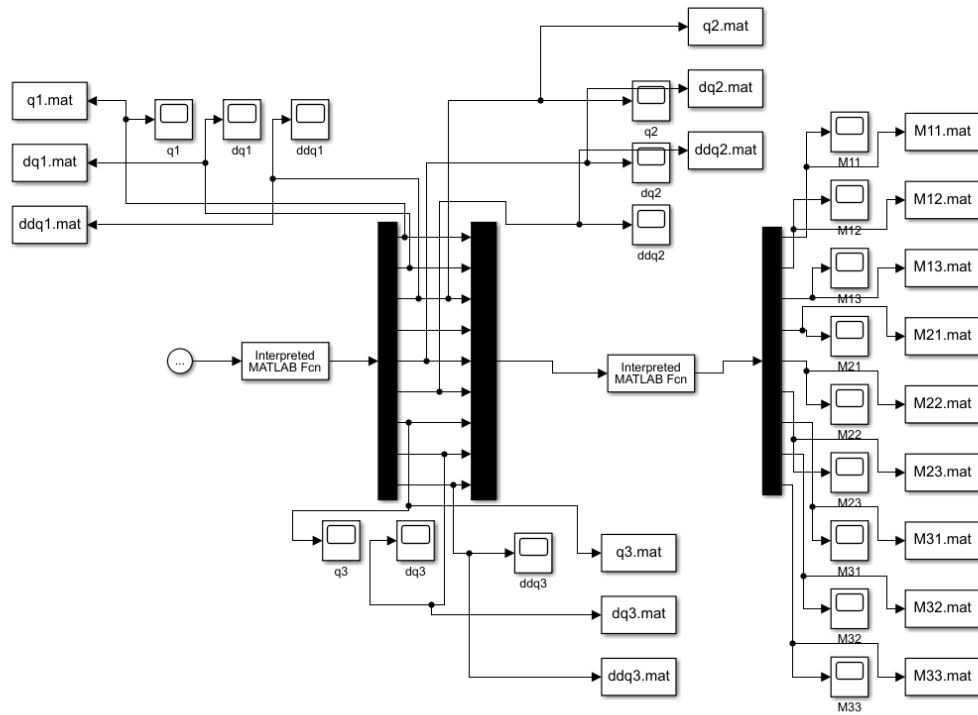 q2.mat
q1.mat
q1
dq1
ddq1
dq2.mat
q2
dq1.mat
ddq2.mat
dq2
ddq1.mat
ddq2
...
Interpreted
MATLAB Fcn
Interpreted
MATLAB Fcn
M11
M11.mat
M12
M12.mat
M13
M13.mat
M21
M21.mat
M22
M22.mat
M23
M23.mat
M31
M31.mat
M32
M32.mat
M33
M33.mat
q3
dq3
ddq3
q3.mat
dq3.mat
ddq3.mat